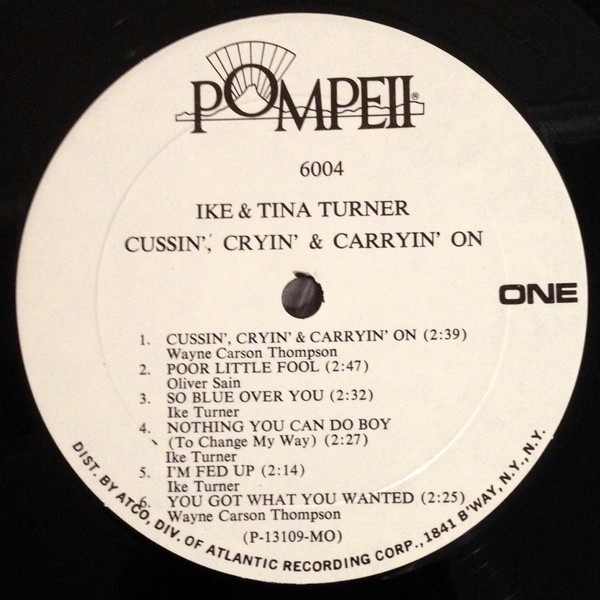 POMPEII®
6004
IKE & TINA TURNER
CUSSIN', CRYIN' & CARRYIN' ON
ONE
1. CUSSIN', CRYIN' & CARRYIN' ON (2:39)
Wayne Carson Thompson
2. POOR LITTLE FOOL (2:47)
Oliver Sain
3. SO BLUE OVER YOU (2:32)
Ike Turner
4. NOTHING YOU CAN DO BOY
(To Change My Way) (2:27)
Ike Turner
5. I'M FED UP (2:14)
Ike Turner
6. YOU GOT WHAT YOU WANTED (2:25)
Wayne Carson Thompson
(P-13109-MO)
DIST. BY ATCO, DIV. OF ATLANTIC RECORDING CORP., 1841 B'WAY, N.Y., N.Y.